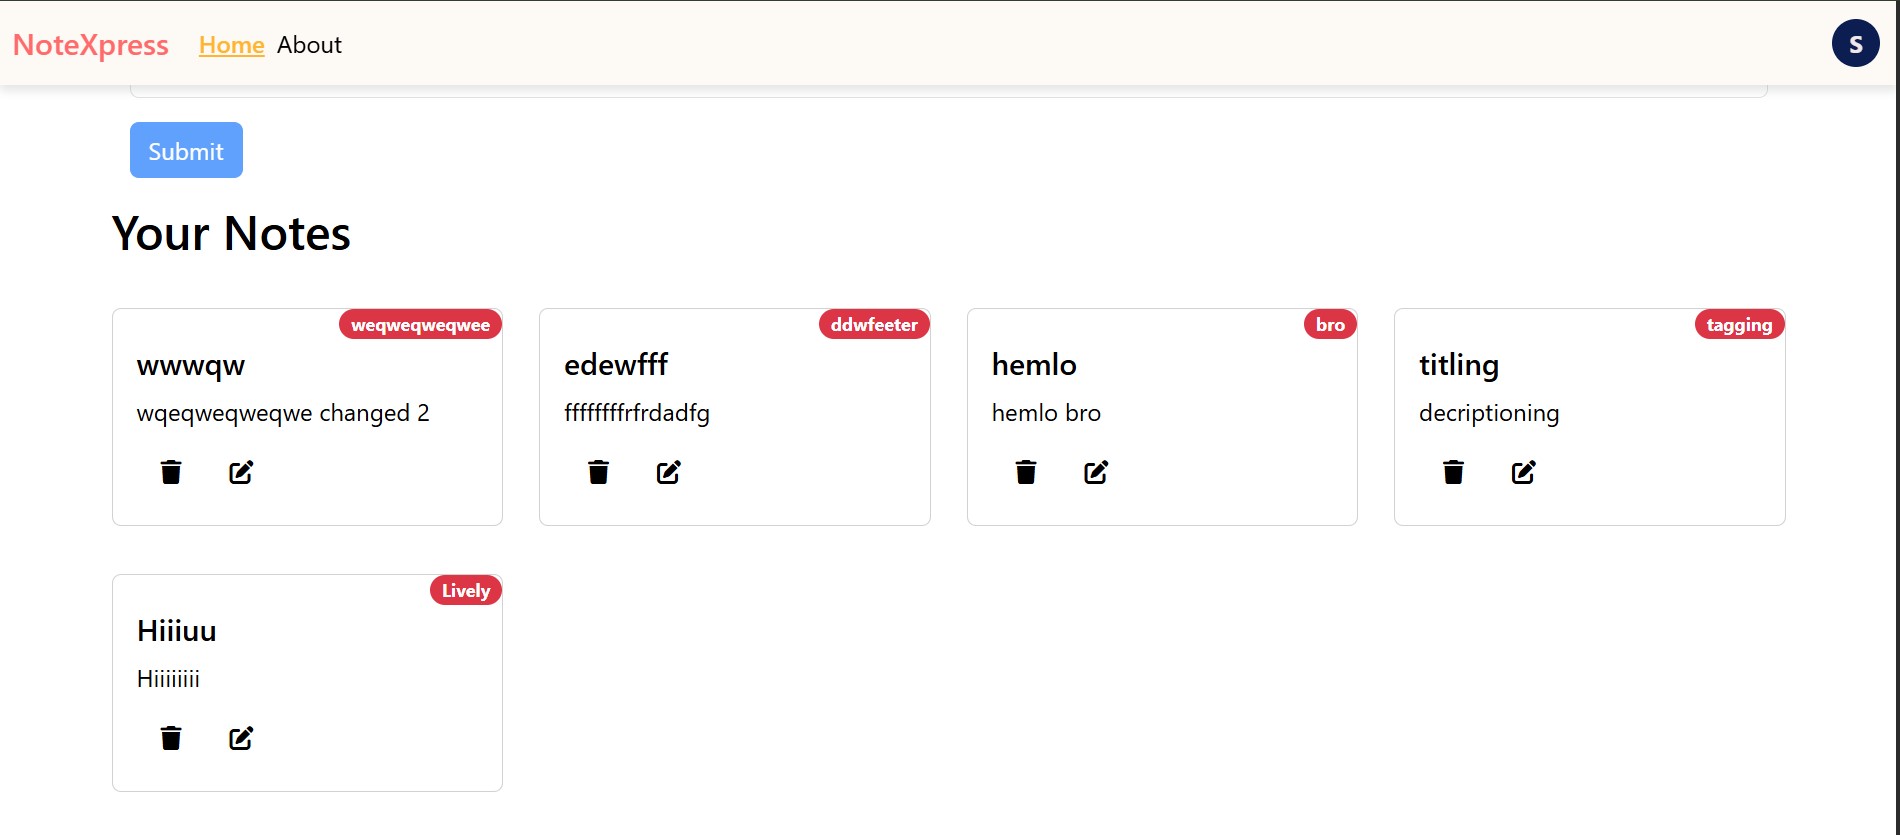 NoteXpress Home About S
Submit
Your Notes
weqweqweqwee
wwwqw
wqeqweqweqwe changed 2
ddwfeeter
edewfff
ffffffffrfrdadfg
bro
hemlo
hemlo bro
tagging
titling
decriptioning
Lively
Hiiiuu
Hiiiiiiii